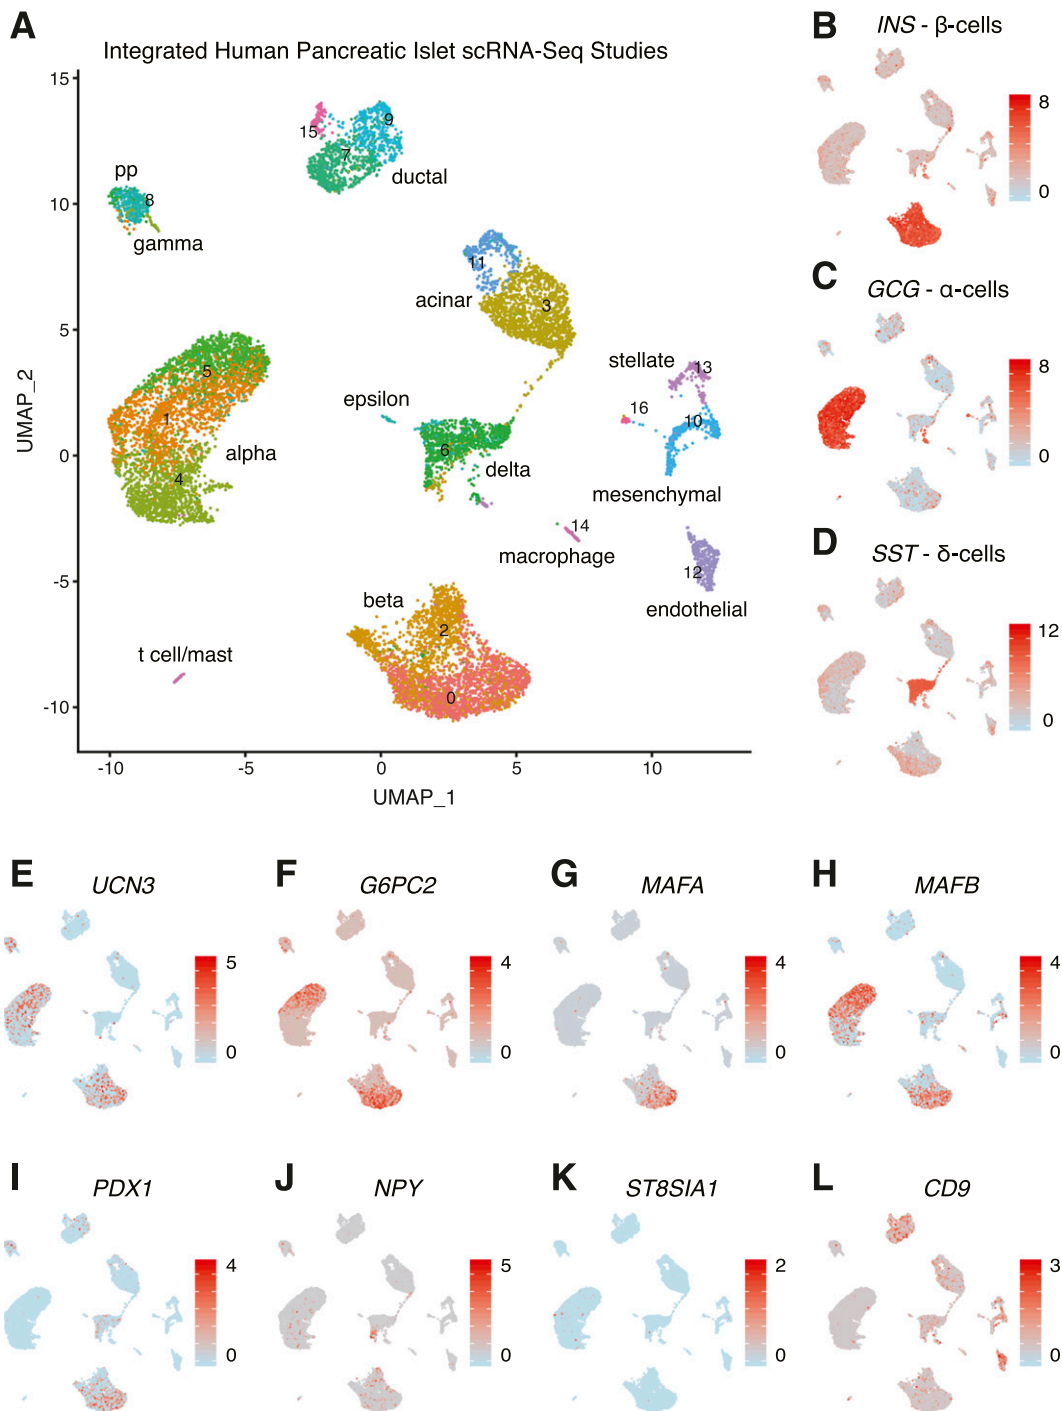 A
Integrated Human Pancreatic Islet scRNA-Seq Studies
15
10
5
0
-5
-10
UMAP_2
-10
-5
0
5
10
UMAP_1
15
9
7
ductal
pp
8
gamma
11
acinar
3
5
1
4
alpha
epsilon
6
delta
stellate
13
16
10
mesenchymal
14
macrophage
12
endothelial
beta
2
0
t cell/mast
B
INS - β-cells
8
0
C
GCG - α-cells
8
0
D
SST - δ-cells
12
0
E
UCN3
5
0
F
G6PC2
4
0
G
MAFA
4
0
H
MAFB
4
0
I
PDX1
4
0
J
NPY
5
0
K
ST8SIA1
2
0
L
CD9
3
0